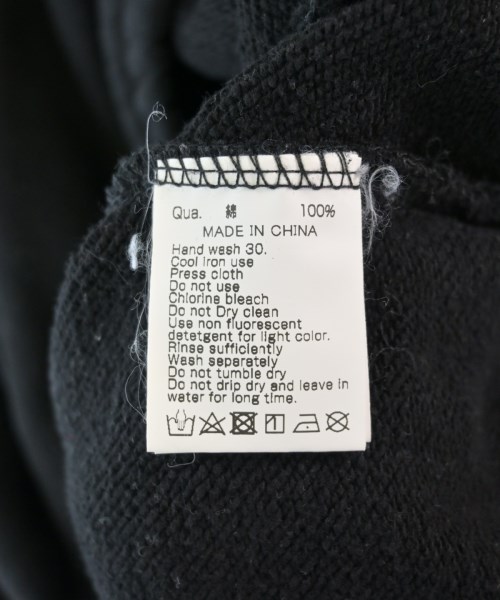 Qua. 綿 100%
MADE IN CHINA
Hand wash 30.
Cool Iron use
Press cloth
Do not use
Chlorine bleach
Do not Dry clean
Use non fluorescent
detetgent for light color.
Rinse sufficiently
Wash separately
Do not tumble dry
Do not drip dry and leave in
water for long time.